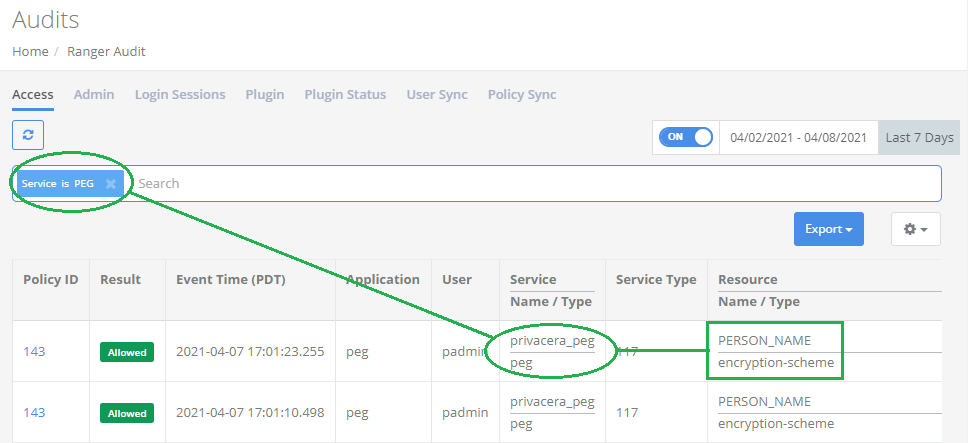 Audits
Home / Ranger Audit
Access Admin Login Sessions Plugin Plugin Status User Sync Policy Sync
ON 04/02/2021 - 04/08/2021 Last 7 Days
Service is PEG × Search
Export
Policy ID Result Event Time (PDT) Application User Service Service Type Resource
Name / Type Name / Type
143 Allowed 2021-04-07 17:01:23.255 peg padmin privacera_peg 117 PERSON_NAME
peg encryption-scheme
143 Allowed 2021-04-07 17:01:10.498 peg padmin privacera_peg 117 PERSON_NAME
peg encryption-scheme